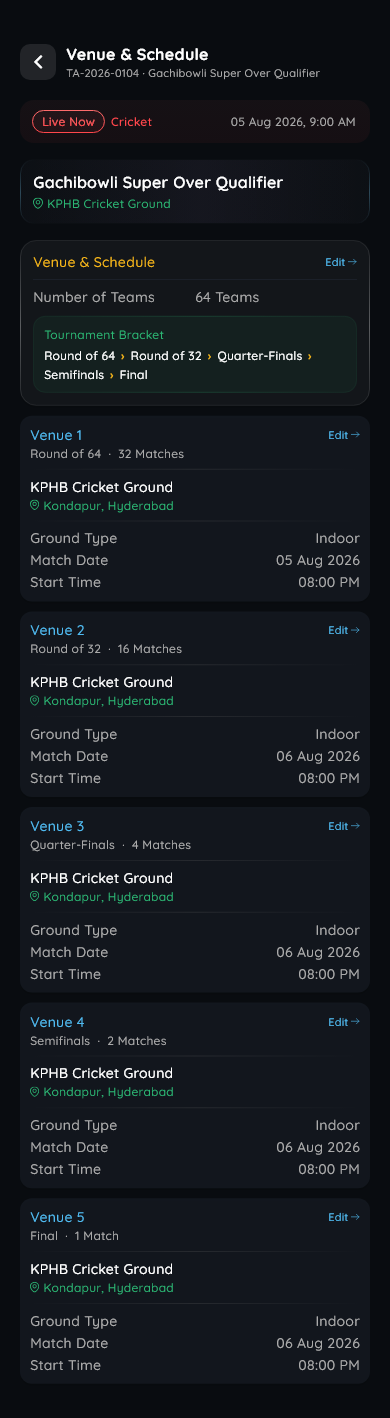 Venue & Schedule
TA-2026-0104 · Gachibowli Super Over Qualifier
Live Now Cricket 05 Aug 2026, 9:00 AM
Gachibowli Super Over Qualifier
KPHB Cricket Ground
Venue & Schedule Edit →
Number of Teams 64 Teams
Tournament Bracket
Round of 64 › Round of 32 › Quarter-Finals ›
Semifinals › Final
Venue 1 Edit →
Round of 64 · 32 Matches
KPHB Cricket Ground
Kondapur, Hyderabad
Ground Type Indoor
Match Date 05 Aug 2026
Start Time 08:00 PM
Venue 2 Edit →
Round of 32 · 16 Matches
KPHB Cricket Ground
Kondapur, Hyderabad
Ground Type Indoor
Match Date 06 Aug 2026
Start Time 08:00 PM
Venue 3 Edit →
Quarter-Finals · 4 Matches
KPHB Cricket Ground
Kondapur, Hyderabad
Ground Type Indoor
Match Date 06 Aug 2026
Start Time 08:00 PM
Venue 4 Edit →
Semifinals · 2 Matches
KPHB Cricket Ground
Kondapur, Hyderabad
Ground Type Indoor
Match Date 06 Aug 2026
Start Time 08:00 PM
Venue 5 Edit →
Final · 1 Match
KPHB Cricket Ground
Kondapur, Hyderabad
Ground Type Indoor
Match Date 06 Aug 2026
Start Time 08:00 PM